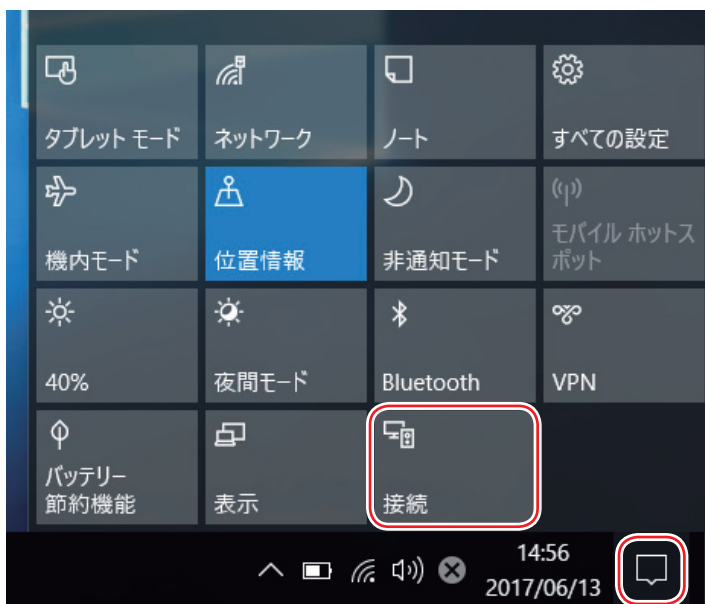 タブレット モード
ネットワーク
ノート
すべての設定
機内モード
位置情報
非通知モード
モバイル ホットス
ポット
40%
夜間モード
Bluetooth
VPN
バッテリー
節約機能
表示
接続
14:56
2017/06/13